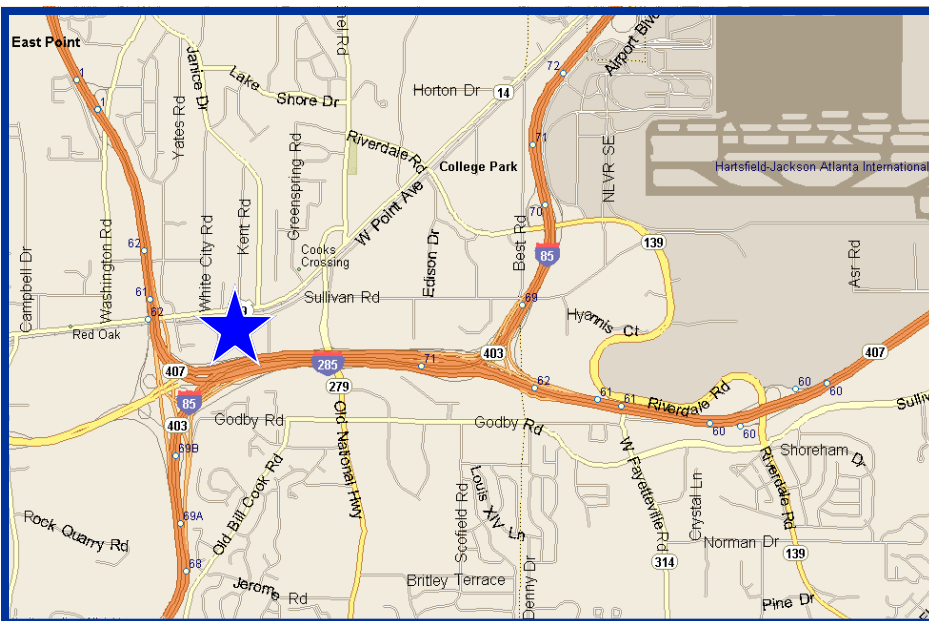 East Point
1
1
Janice Dr
Lake Shore Dr
Yates Rd
Horton Dr
14
72
Airport Blvd
71
Riverdale Rd
College Park
NLVR SE
Hartsfield-Jackson Atlanta International
Greenspring Rd
W Point Ave
70
Best Rd
139
85
Campbell Dr
Washington Rd
62
White City Rd
Kent Rd
Cooks
Crossing
Edison Dr
Asr Rd
61
62
Sullivan Rd
69
Hyannis Ct
Red Oak
407
285
71
403
407
85
279
62
61
61
60
60
Riverdale Rd
60
60
403
Godby Rd
Godby Rd
Old National Hwy
69B
Old Bill Cook Rd
Louis XIV Ln
Scofield Rd
W Fayetteville Rd
Crystal Ln
Shoreham Dr
Riverdale Rd
69A
Rock Quarry Rd
Norman Dr
139
314
68
Jerome Rd
Britley Terrace
Denny Dr
Pine Dr